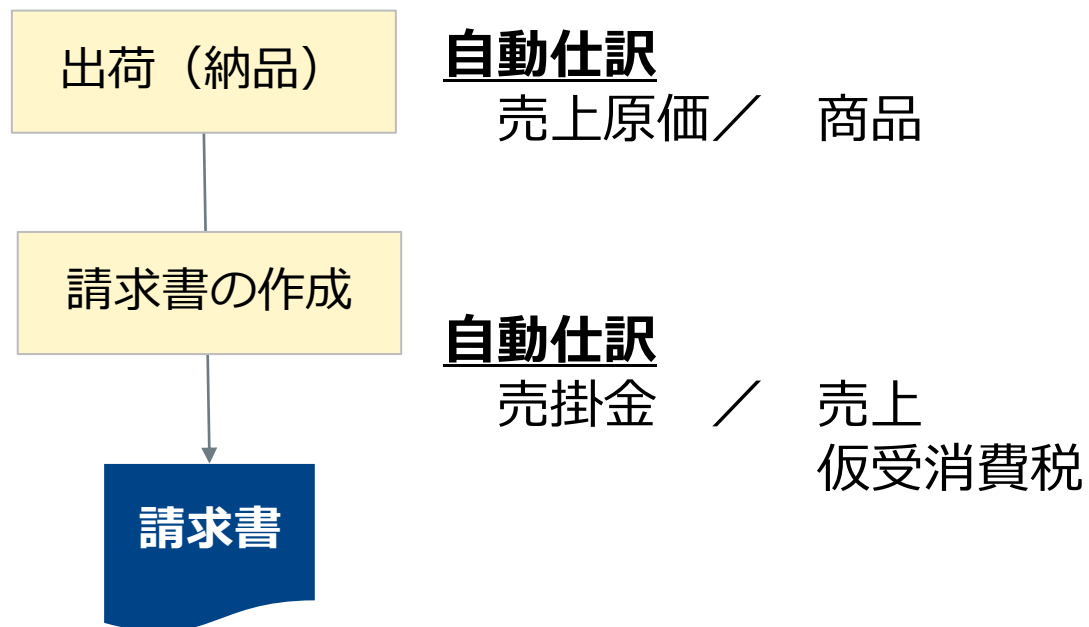 出荷（納品）
自動仕訳
売上原価／　商品
請求書の作成
自動仕訳
売掛金　／　売上
仮受消費税
請求書